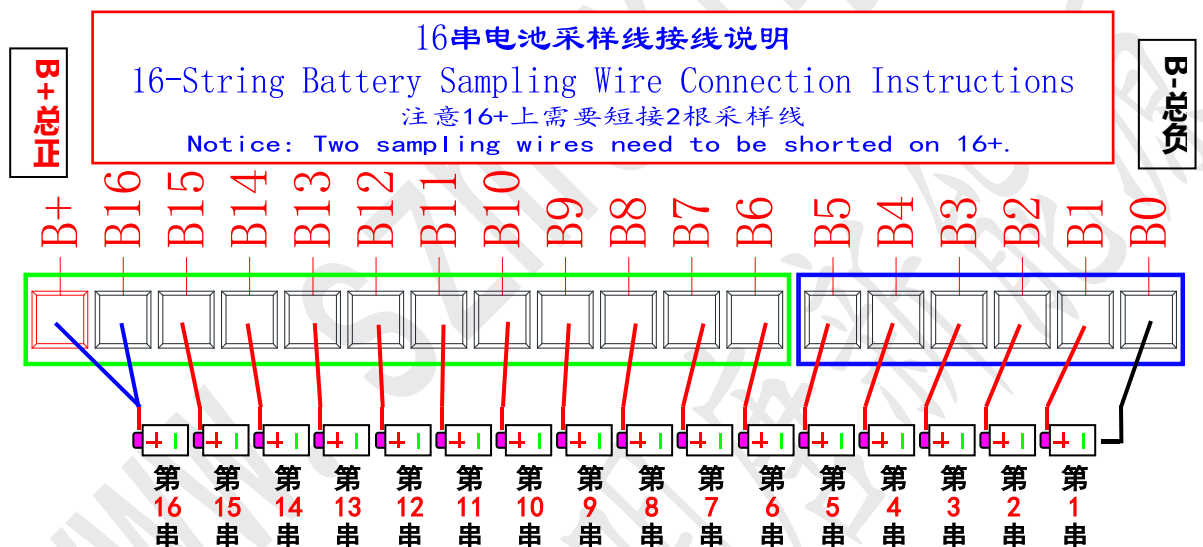 16串电池采样线接线说明
16-String Battery Sampling Wire Connection Instructions
注意16+上需要短接2根采样线
Notice: Two sampling wires need to be shorted on 16+.
B+总正
B-总负
B+ B16 B15 B14 B13 B12 B11 B10 B9 B8 B7 B6 B5 B4 B3 B2 B1 B0
第16串 第15串 第14串 第13串 第12串 第11串 第10串 第9串 第8串 第7串 第6串 第5串 第4串 第3串 第2串 第1串